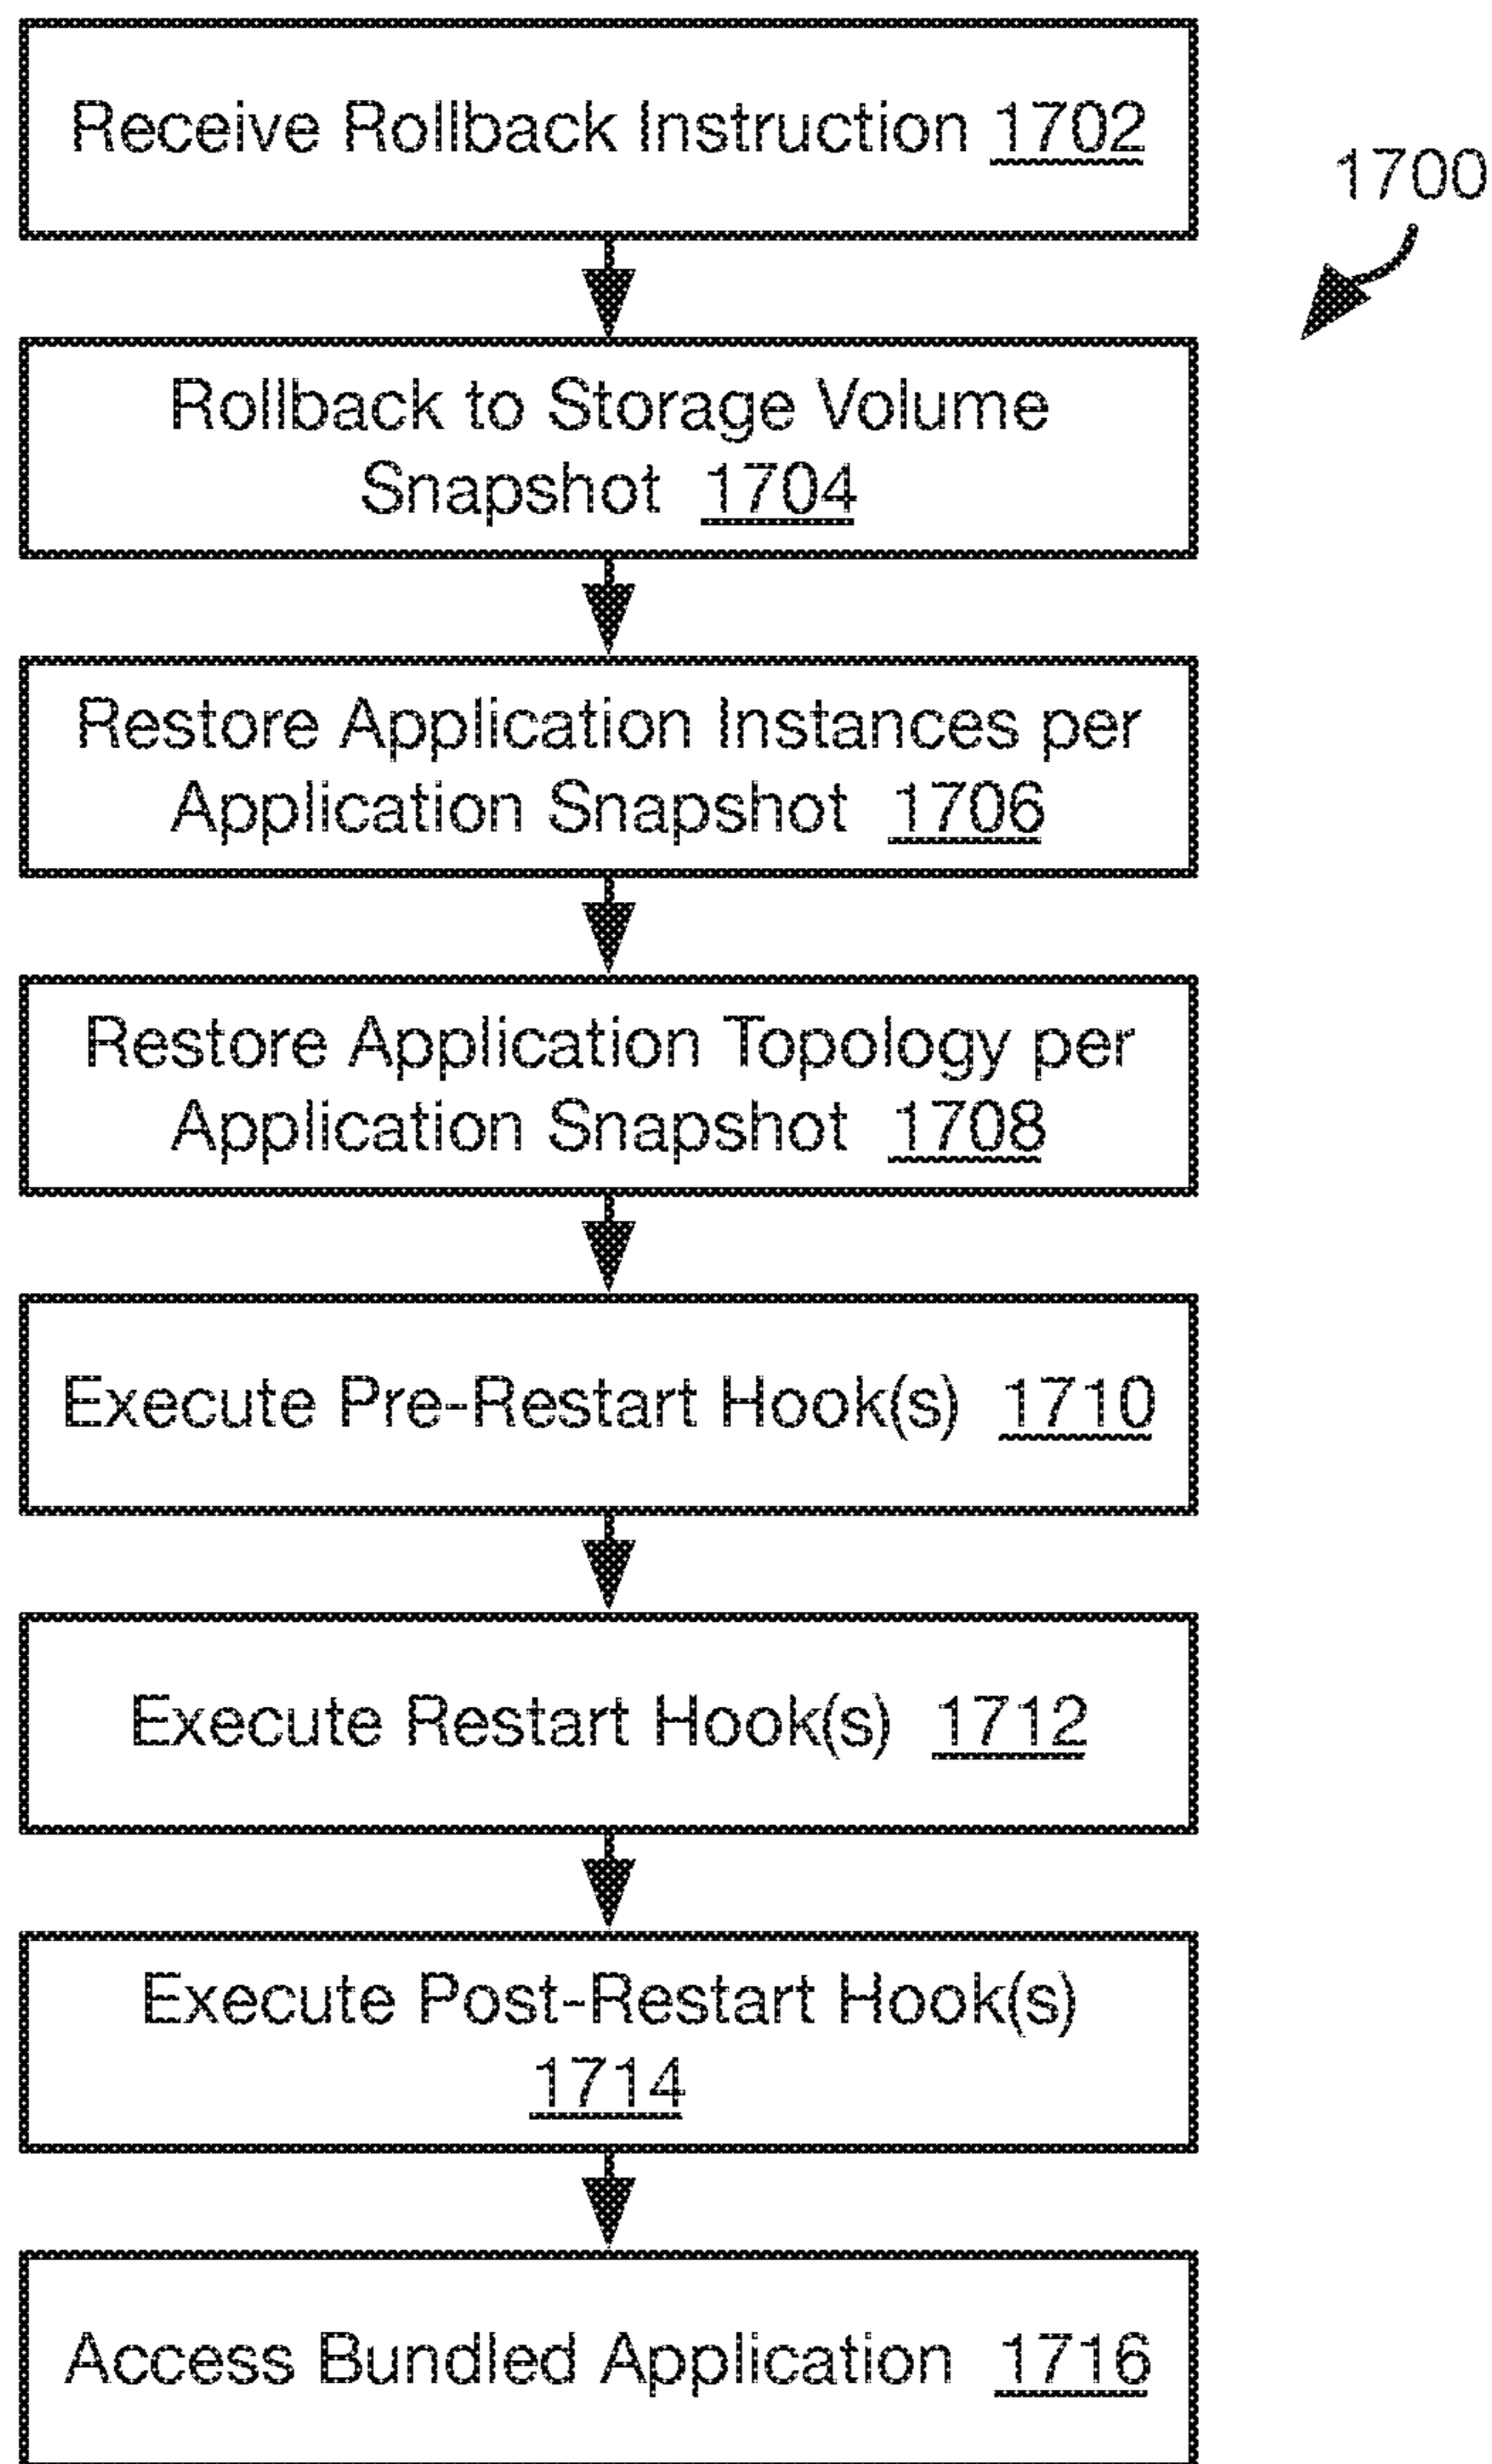 Receive Rollback Instruction 1702
1700
Rollback to Storage Volume
Snapshot 1704
Restore Application Instances per
Application Snapshot 1706
Restore Application Topology per
Application Snapshot 1708
Execute Pre-Restart Hook(s) 1710
Execute Restart Hook(s) 1712
Execute Post-Restart Hook(s)
1714
Access Bundled Application 1716